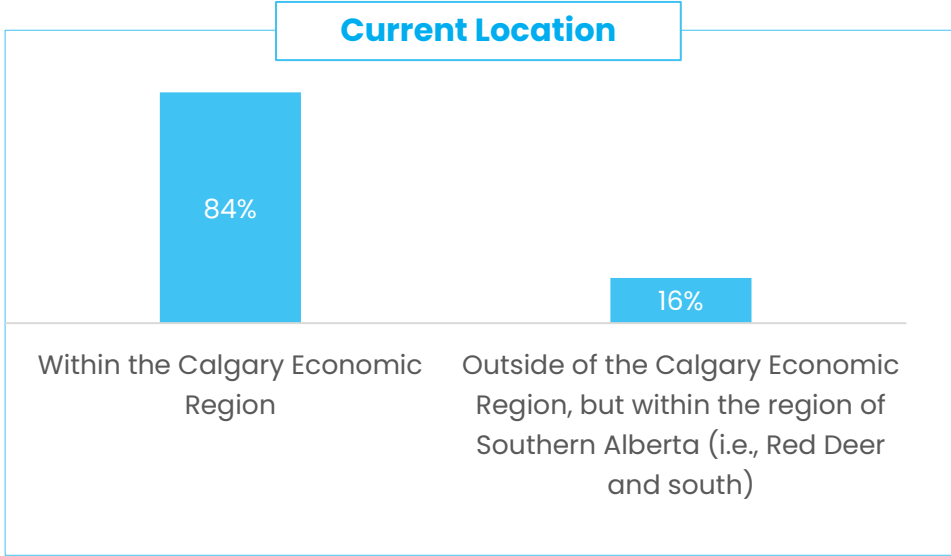 Current Location
84%
16%
Within the Calgary Economic
Region
Outside of the Calgary Economic
Region, but within the region of
Southern Alberta (i.e., Red Deer
and south)